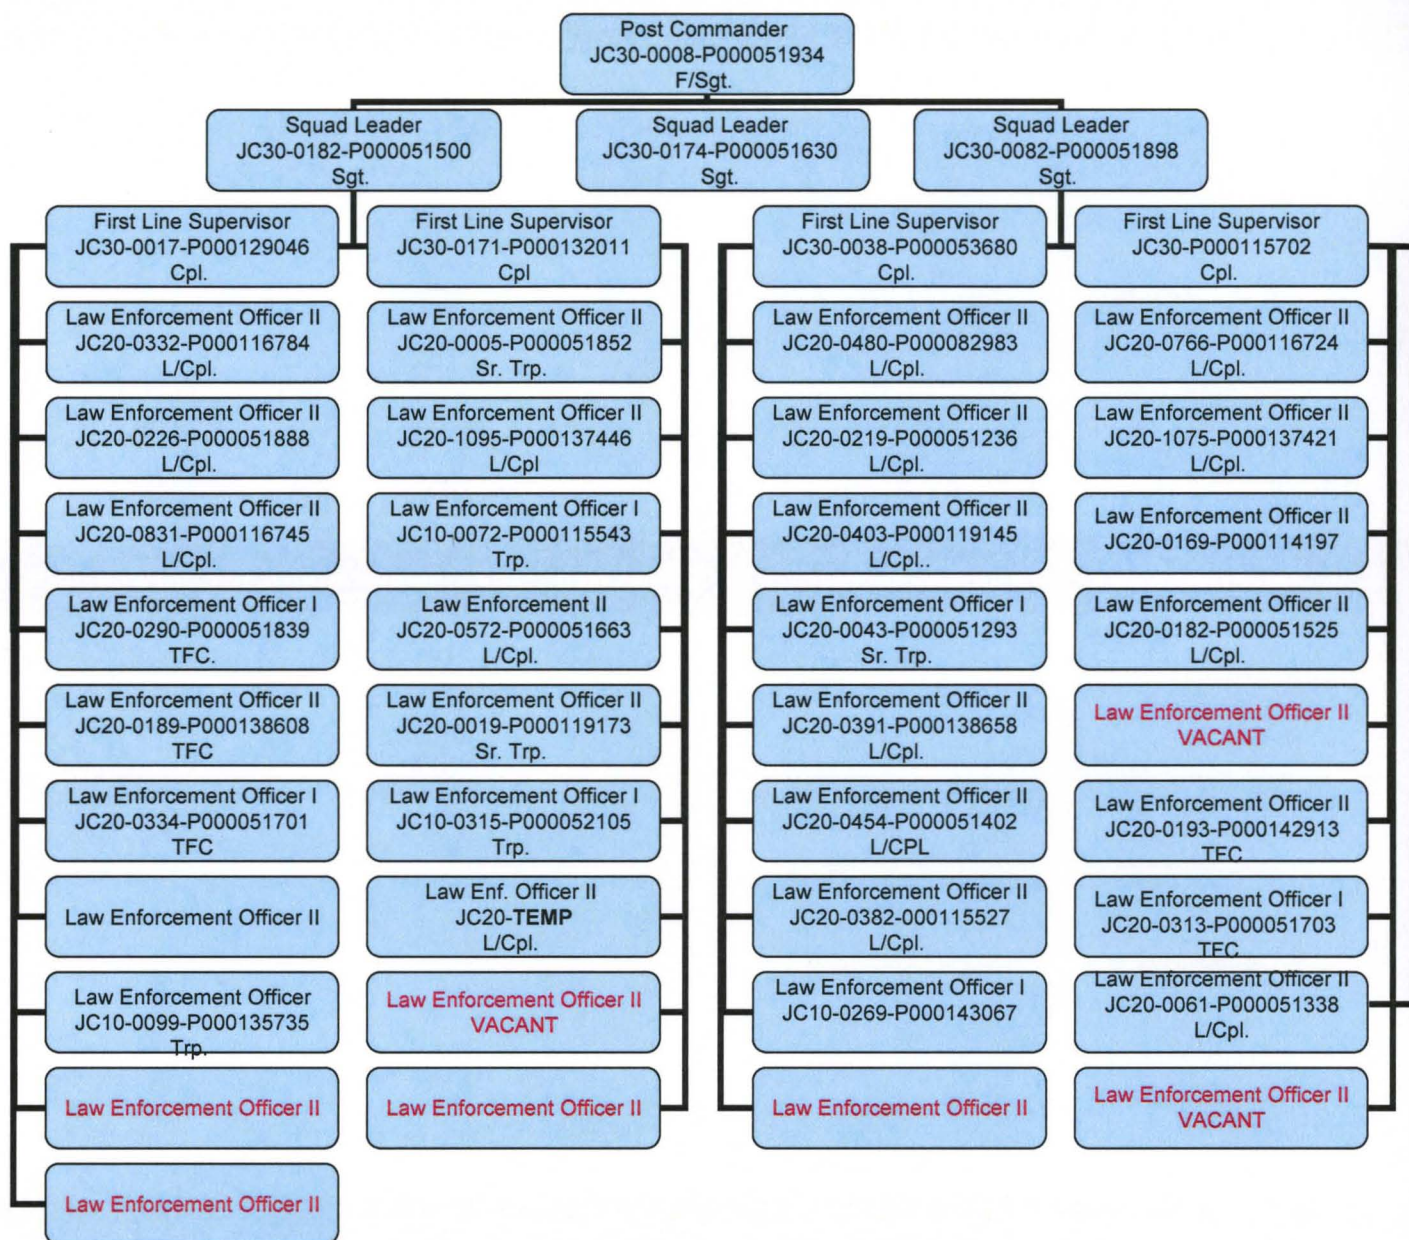 Post Commander
JC30-0008-P000051934
F/Sgt.
Squad Leader
JC30-0182-P000051500
Sgt.
Squad Leader
JC30-0174-P000051630
Sgt.
Squad Leader
JC30-0082-P000051898
Sgt.
First Line Supervisor
JC30-0017-P000129046
Cpl.
Law Enforcement Officer II
JC20-0332-P000116784
L/Cpl.
Law Enforcement Officer II
JC20-0226-P000051888
L/Cpl.
Law Enforcement Officer II
JC20-0831-P000116745
L/Cpl.
Law Enforcement Officer I
JC20-0290-P000051839
TFC.
Law Enforcement Officer II
JC20-0189-P000138608
TFC
Law Enforcement Officer I
JC20-0334-P000051701
TFC
Law Enforcement Officer II
Law Enforcement Officer
JC10-0099-P000135735
Trp.
Law Enforcement Officer II
Law Enforcement Officer II
First Line Supervisor
JC30-0171-P000132011
Cpl
Law Enforcement Officer II
JC20-0005-P000051852
Sr. Trp.
Law Enforcement Officer II
JC20-1095-P000137446
L/Cpl
Law Enforcement Officer I
JC10-0072-P000115543
Trp.
Law Enforcement II
JC20-0572-P000051663
L/Cpl.
Law Enforcement Officer II
JC20-0019-P000119173
Sr. Trp.
Law Enforcement Officer I
JC10-0315-P000052105
Trp.
Law Enf. Officer II
JC20-TEMP
L/Cpl.
Law Enforcement Officer II
VACANT
Law Enforcement Officer II
First Line Supervisor
JC30-0038-P000053680
Cpl.
Law Enforcement Officer II
JC20-0480-P000082983
L/Cpl.
Law Enforcement Officer II
JC20-0219-P000051236
L/Cpl.
Law Enforcement Officer II
JC20-0403-P000119145
L/Cpl..
Law Enforcement Officer I
JC20-0043-P000051293
Sr. Trp.
Law Enforcement Officer II
JC20-0391-P000138658
L/Cpl.
Law Enforcement Officer II
JC20-0454-P000051402
L/CPL
Law Enforcement Officer II
JC20-0382-000115527
L/Cpl.
Law Enforcement Officer I
JC10-0269-P000143067
Law Enforcement Officer II
First Line Supervisor
JC30-P000115702
Cpl.
Law Enforcement Officer II
JC20-0766-P000116724
L/Cpl.
Law Enforcement Officer II
JC20-1075-P000137421
L/Cpl.
Law Enforcement Officer II
JC20-0169-P000114197
Law Enforcement Officer II
JC20-0182-P000051525
L/Cpl.
Law Enforcement Officer II
VACANT
Law Enforcement Officer II
JC20-0193-P000142913
TFC
Law Enforcement Officer I
JC20-0313-P000051703
TFC
Law Enforcement Officer II
JC20-0061-P000051338
L/Cpl.
Law Enforcement Officer II
VACANT